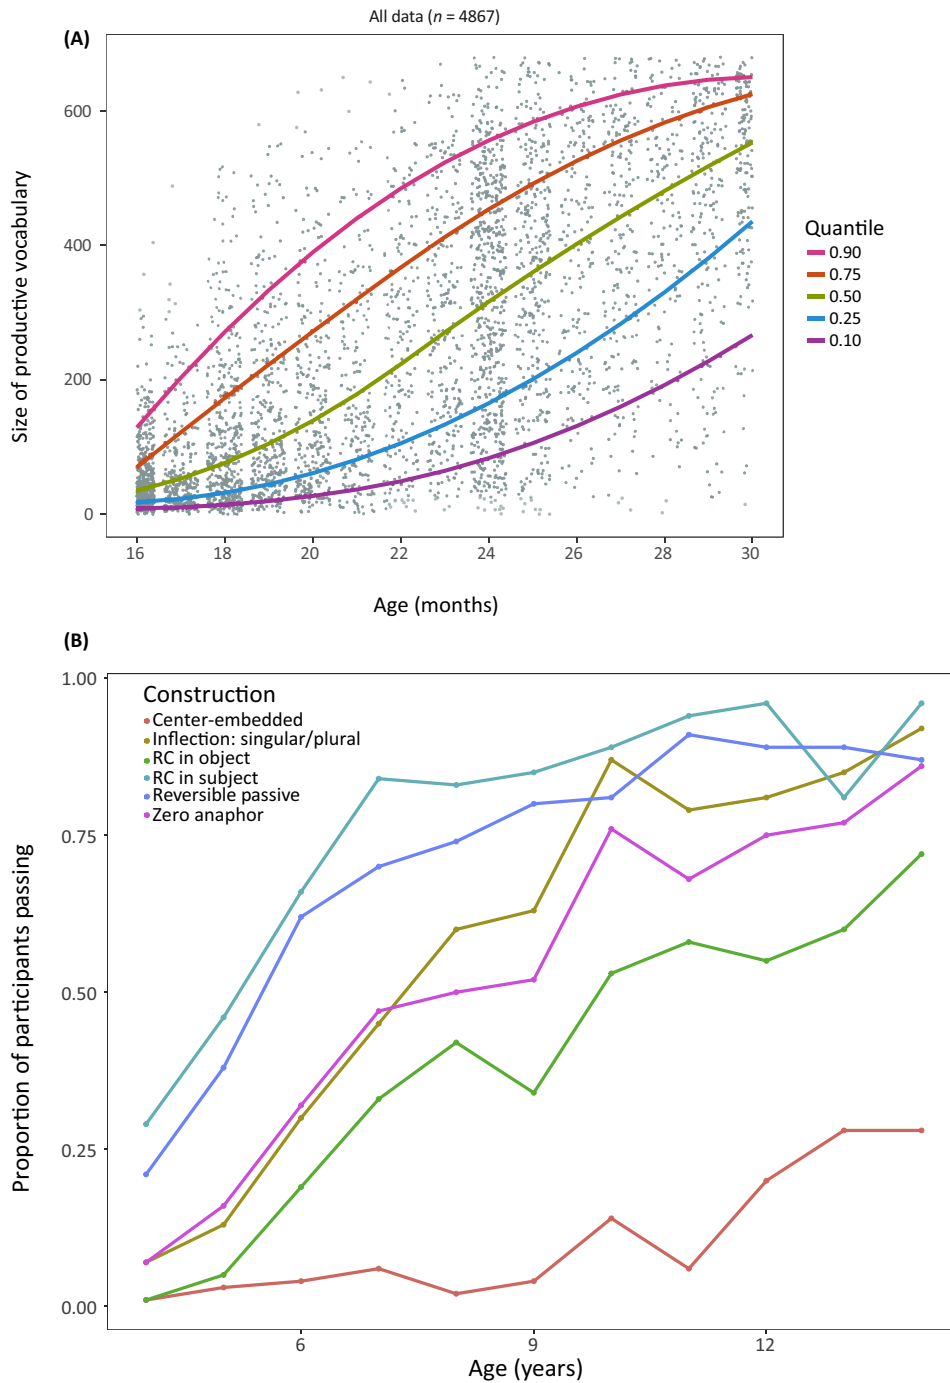 All data (n = 4867)
(A)
Size of productive vocabulary
600
400
200
0
16
18
20
22
24
26
28
30
Age (months)
Quantile
0.90
0.75
0.50
0.25
0.10
(B)
Proportion of participants passing
1.00
0.75
0.50
0.25
0.00
Construction
Center-embedded
Inflection: singular/plural
RC in object
RC in subject
Reversible passive
Zero anaphor
6
9
12
Age (years)